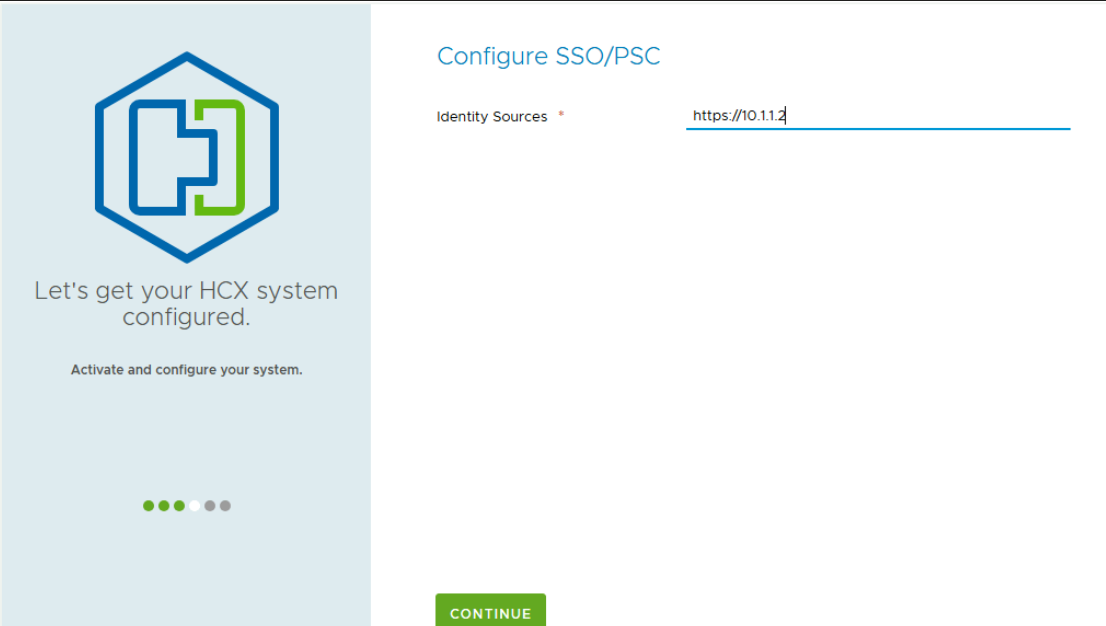 Configure SSO/PSC
Identity Sources * https://10.1.1.2
Let's get your HCX system
configured.
Activate and configure your system.
CONTINUE